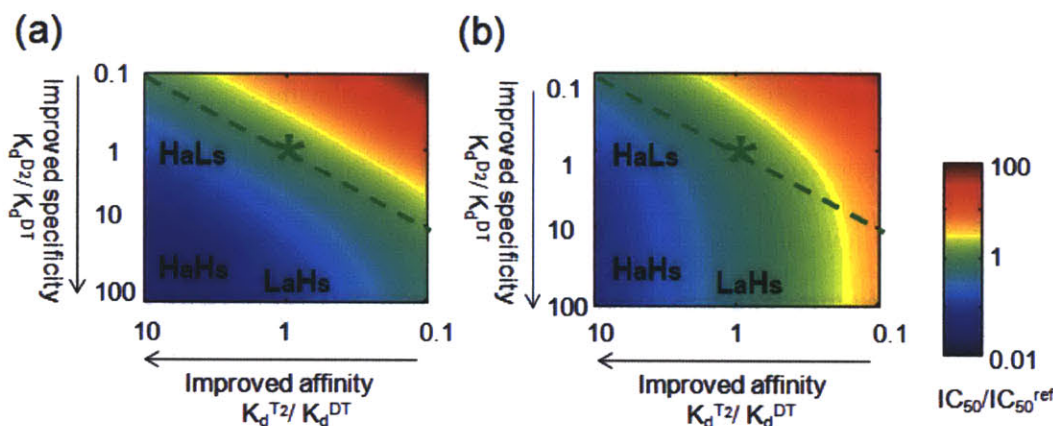 (a)
Improved specificity
K_d^D2/ K_d^DT
0.1
1
10
100
HaLs
*
HaHs
LaHs
10
1
0.1
Improved affinity
K_d^T2/ K_d^DT
(b)
Improved specificity
K_d^D2/ K_d^DT
0.1
1
10
100
HaLs
*
HaHs
LaHs
10
1
0.1
Improved affinity
K_d^T2/ K_d^DT
100
1
0.01
IC_50/IC_50^ref